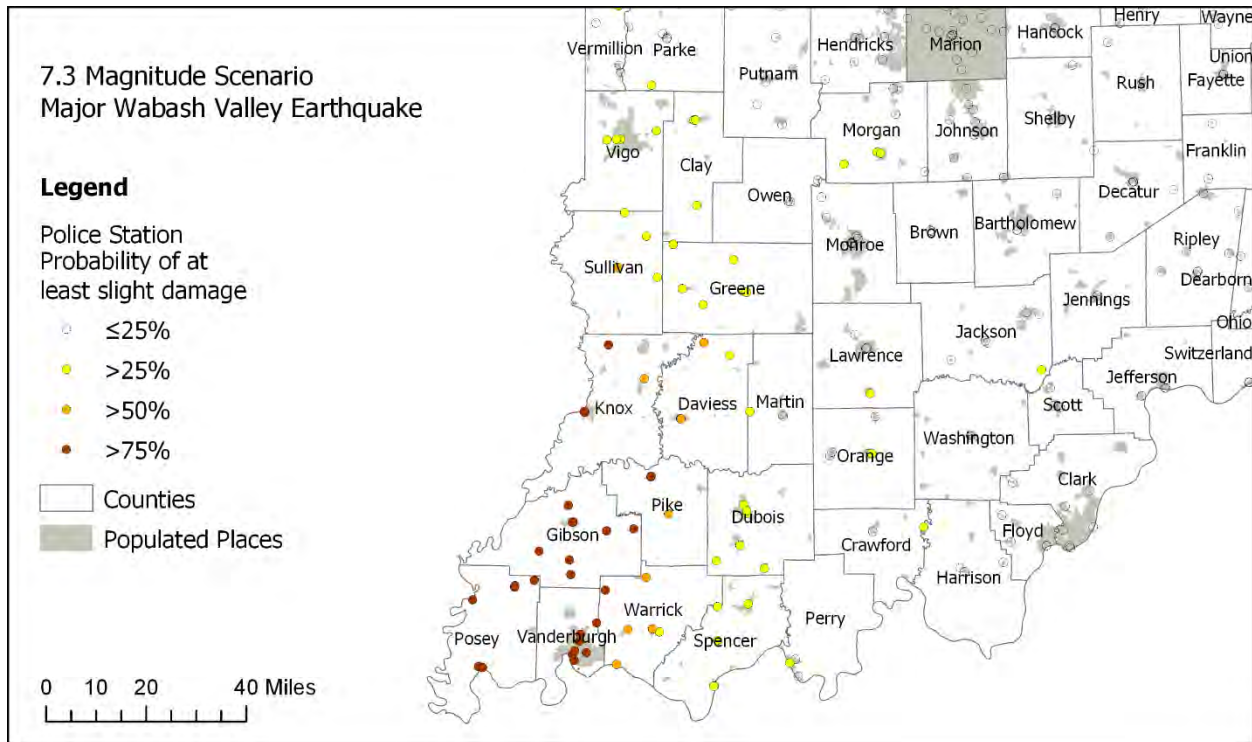 7.3 Magnitude Scenario
Major Wabash Valley Earthquake
Legend
Police Station
Probability of at
least slight damage
≤25%
>25%
>50%
>75%
Counties
Populated Places
0 10 20 40 Miles
Henry
Wayne
Vermillion
Parke
Hendricks
Marion
Hancock
Union
Putnam
Rush
Fayette
Vigo
Clay
Morgan
Johnson
Shelby
Franklin
Owen
Decatur
Monroe
Brown
Bartholomew
Ripley
Sullivan
Greene
Dearborn
Jennings
Ohio
Jackson
Lawrence
Switzerland
Jefferson
Knox
Daviess
Martin
Scott
Washington
Orange
Clark
Pike
Dubois
Gibson
Crawford
Floyd
Harrison
Warrick
Perry
Posey
Vanderburgh
Spencer